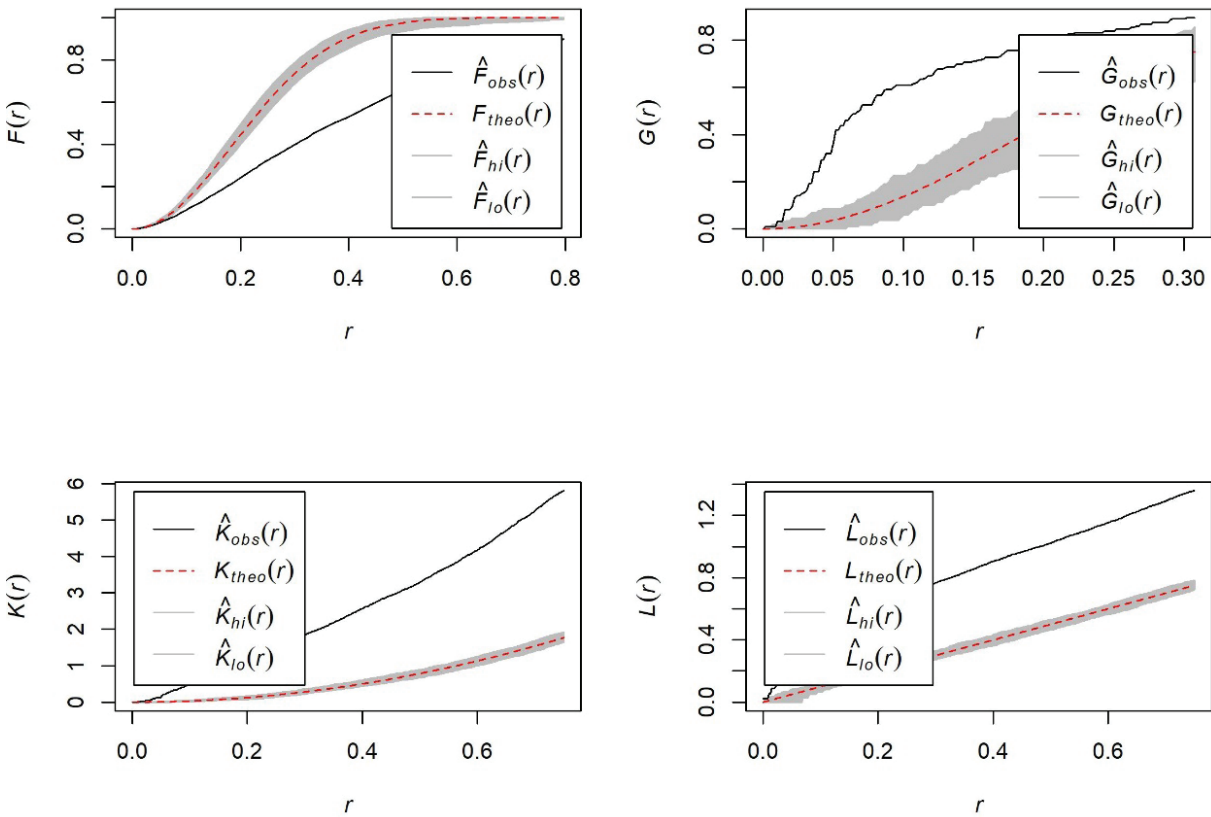 F(r)
0.0
0.4
0.8
F̂obs(r)
Ftheo(r)
F̂hi(r)
F̂lo(r)
0.0 0.2 0.4 0.6 0.8
r
G(r)
0.0
0.4
0.8
Ĝobs(r)
Gtheo(r)
Ĝhi(r)
Ĝlo(r)
0.00 0.05 0.10 0.15 0.20 0.25 0.30
r
K(r)
0 1 2 3 4 5 6
K̂obs(r)
Ktheo(r)
K̂hi(r)
K̂lo(r)
0.0 0.2 0.4 0.6
r
L(r)
0.0 0.4 0.8 1.2
L̂obs(r)
Ltheo(r)
L̂hi(r)
L̂lo(r)
0.0 0.2 0.4 0.6
r